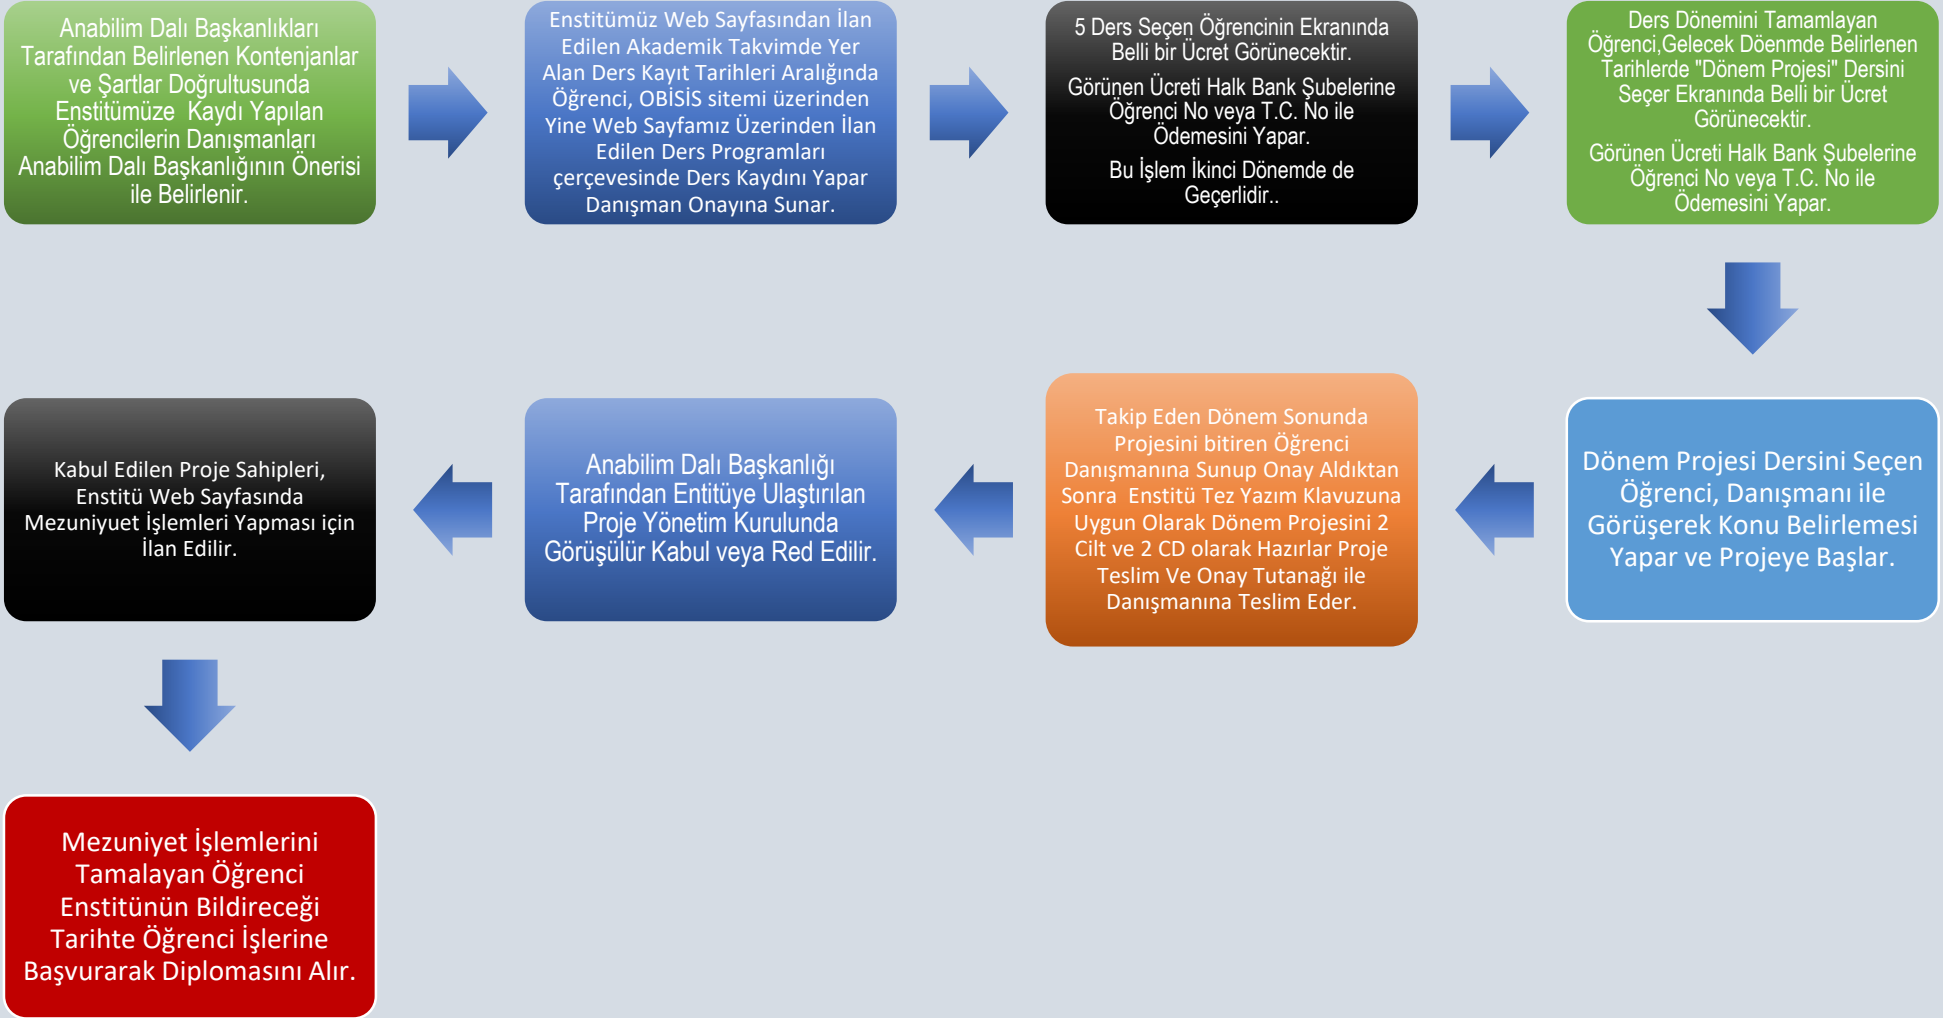 Anabilim Dalı Başkanlıkları
Tarafından Belirlenen Kontenjanlar
ve Şartlar Doğrultusunda
Enstitümüze Kaydı Yapılan
Öğrencilerin Danışmanları
Anabilim Dalı Başkanlığının Önerisi
ile Belirlenir.
Enstitümüz Web Sayfasından İlan
Edilen Akademik Takvimde Yer
Alan Ders Kayıt Tarihleri Aralığında
Öğrenci, OBİSİS sitemi üzerinden
Yine Web Sayfamız Üzerinden İlan
Edilen Ders Programları
çerçevesinde Ders Kaydını Yapar
Danışman Onayına Sunar.
5 Ders Seçen Öğrencinin Ekranında
Belli bir Ücret Görünecektir.
Görünen Ücreti Halk Bank Şubelerine
Öğrenci No veya T.C. No ile
Ödemesini Yapar.
Bu İşlem İkinci Dönemde de
Geçerlidir..
Ders Dönemini Tamamlayan
Öğrenci,Gelecek Döenmde Belirlenen
Tarihlerde "Dönem Projesi" Dersini
Seçer Ekranında Belli bir Ücret
Görünecektir.
Görünen Ücreti Halk Bank Şubelerine
Öğrenci No veya T.C. No ile
Ödemesini Yapar.
Dönem Projesi Dersini Seçen
Öğrenci, Danışmanı ile
Görüşerek Konu Belirlemesi
Yapar ve Projeye Başlar.
Takip Eden Dönem Sonunda
Projesini bitiren Öğrenci
Danışmanına Sunup Onay Aldıktan
Sonra Enstitü Tez Yazım Klavuzuna
Uygun Olarak Dönem Projesini 2
Cilt ve 2 CD olarak Hazırlar Proje
Teslim Ve Onay Tutanağı ile
Danışmanına Teslim Eder.
Anabilim Dalı Başkanlığı
Tarafından Entitüye Ulaştırılan
Proje Yönetim Kurulunda
Görüşülür Kabul veya Red Edilir.
Kabul Edilen Proje Sahipleri,
Enstitü Web Sayfasında
Mezuniyuet İşlemleri Yapması için
İlan Edilir.
Mezuniyet İşlemlerini
Tamalayan Öğrenci
Enstitünün Bildireceği
Tarihte Öğrenci İşlerine
Başvurarak Diplomasını Alır.